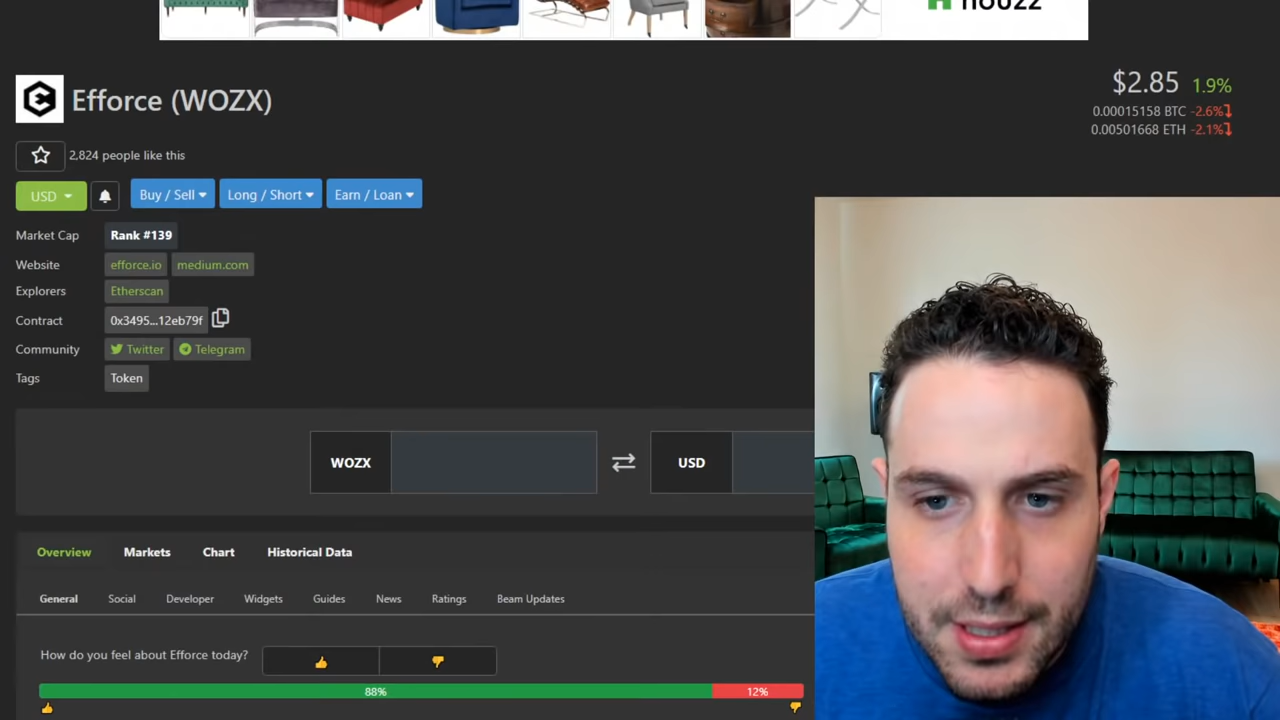 houzz
Efforce (WOZX)
$2.85 1.9%
0.00015158 BTC -2.6%
0.00501668 ETH -2.1%
2,824 people like this
USD Buy / Sell Long / Short Earn / Loan
Market Cap Rank #139
Website efforce.io medium.com
Explorers Etherscan
Contract 0x3495...12eb79f
Community Twitter Telegram
Tags Token
WOZX USD
Overview Markets Chart Historical Data
General Social Developer Widgets Guides News Ratings Beam Updates
How do you feel about Efforce today?
88% 12%